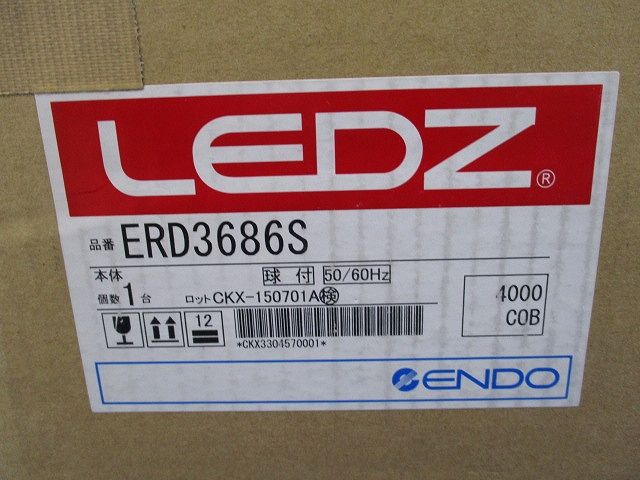 LEDZ®
品番 ERD3686S
本体 球付 50/60Hz
個数 1台 ロット CKX-150701A 検
4000
COB
12
*CKX3304570001*
ENDO